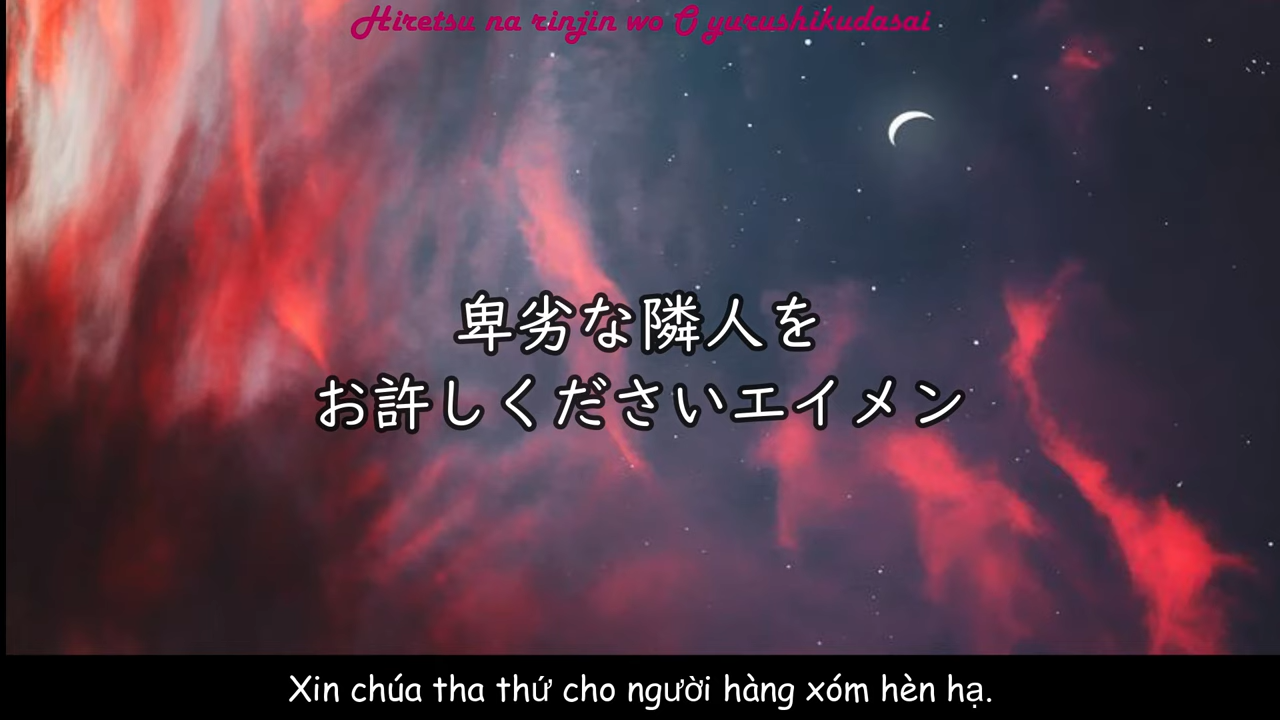 Hiretsu na rinjin wo O yurushikudasai
卑劣な隣人を
お許しくださいエイメン
Xin chúa tha thứ cho người hàng xóm hèn hạ.